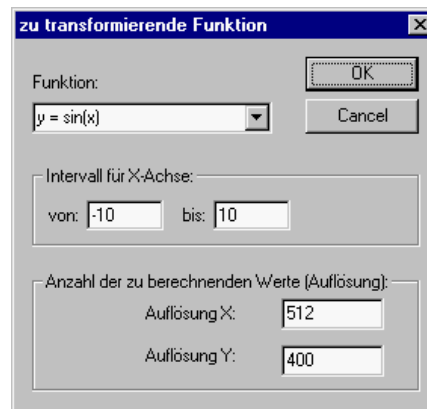 zu transformierende Funktion
Funktion:
OK
y = sin(x)
Cancel
Intervall für X-Achse:
von: -10 bis: 10
Anzahl der zu berechnenden Werte (Auflösung):
Auflösung X: 512
Auflösung Y: 400